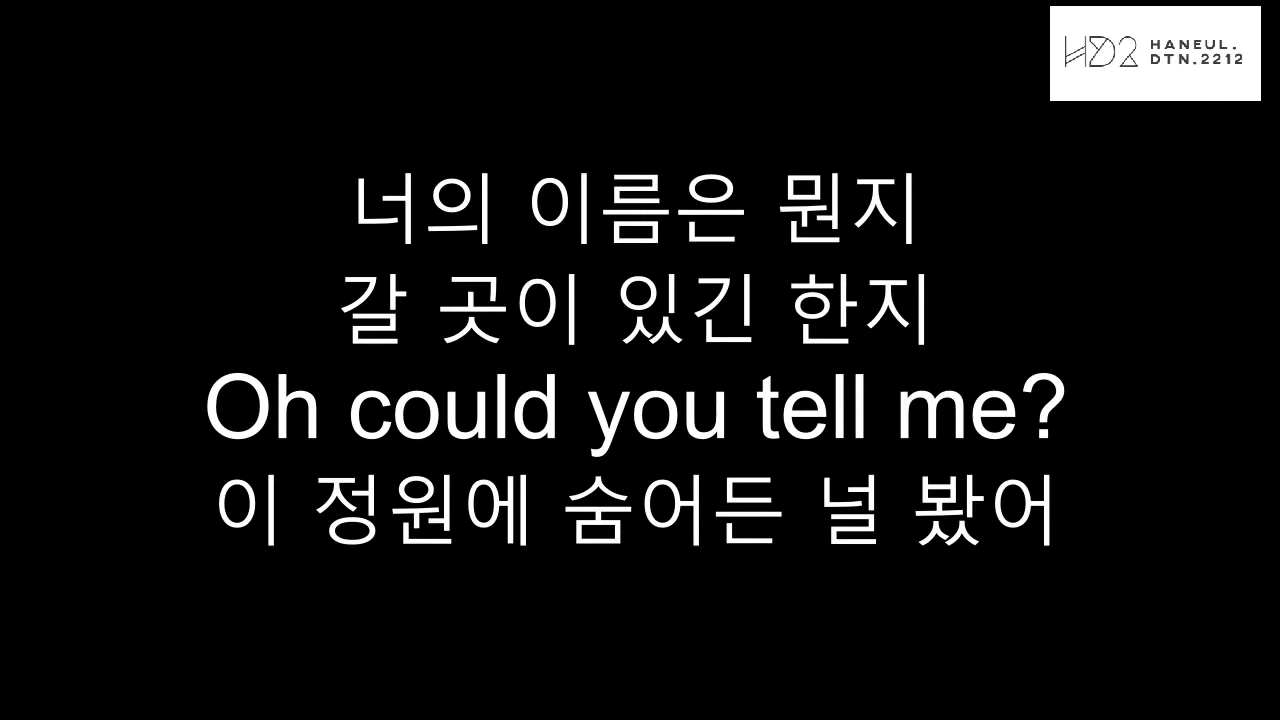 HD2 HANEUL.
DTN.2212
너의 이름은 뭔지
갈 곳이 있긴 한지
Oh could you tell me?
이 정원에 숨어든 널 봤어